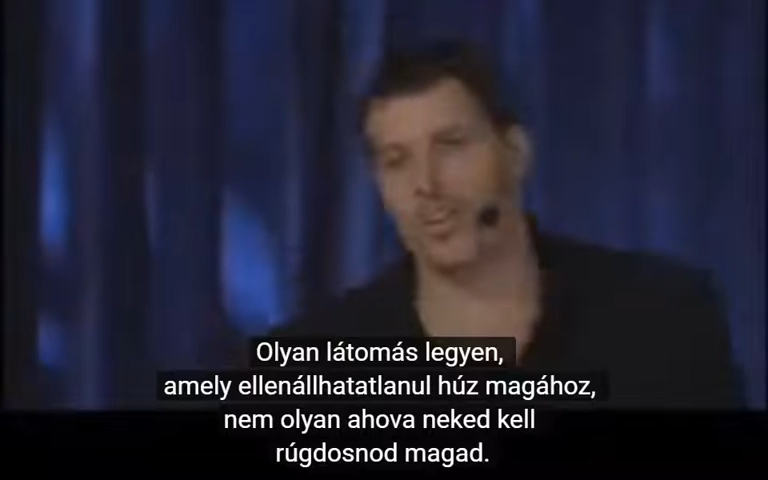 Olyan látomás legyen,
amely ellenállhatatlanul húz magához,
nem olyan ahova neked kell
rúgdosnod magad.